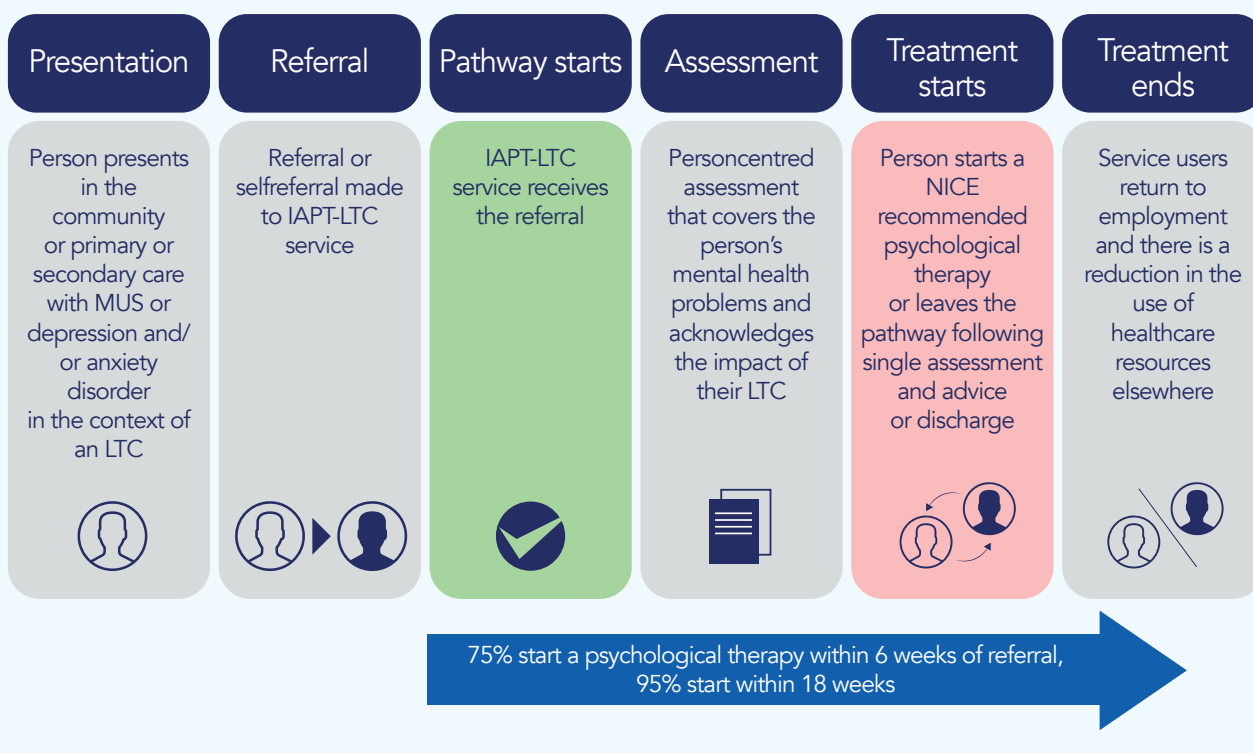 Presentation
Person presents
in the
community
or primary or
secondary care
with MUS or
depression and/
or anxiety
disorder
in the context of
an LTC
Referral
Referral or
selfreferral made
to IAPT-LTC
service
Pathway starts
IAPT-LTC
service receives
the referral
Assessment
Personcentred
assessment
that covers the
person’s
mental health
problems and
acknowledges
the impact of
their LTC
Treatment
starts
Person starts a
NICE
recommended
psychological
therapy
or leaves the
pathway following
single assessment
and advice
or discharge
Treatment
ends
Service users
return to
employment
and there is a
reduction in the
use of
healthcare
resources
elsewhere
75% start a psychological therapy within 6 weeks of referral,
95% start within 18 weeks